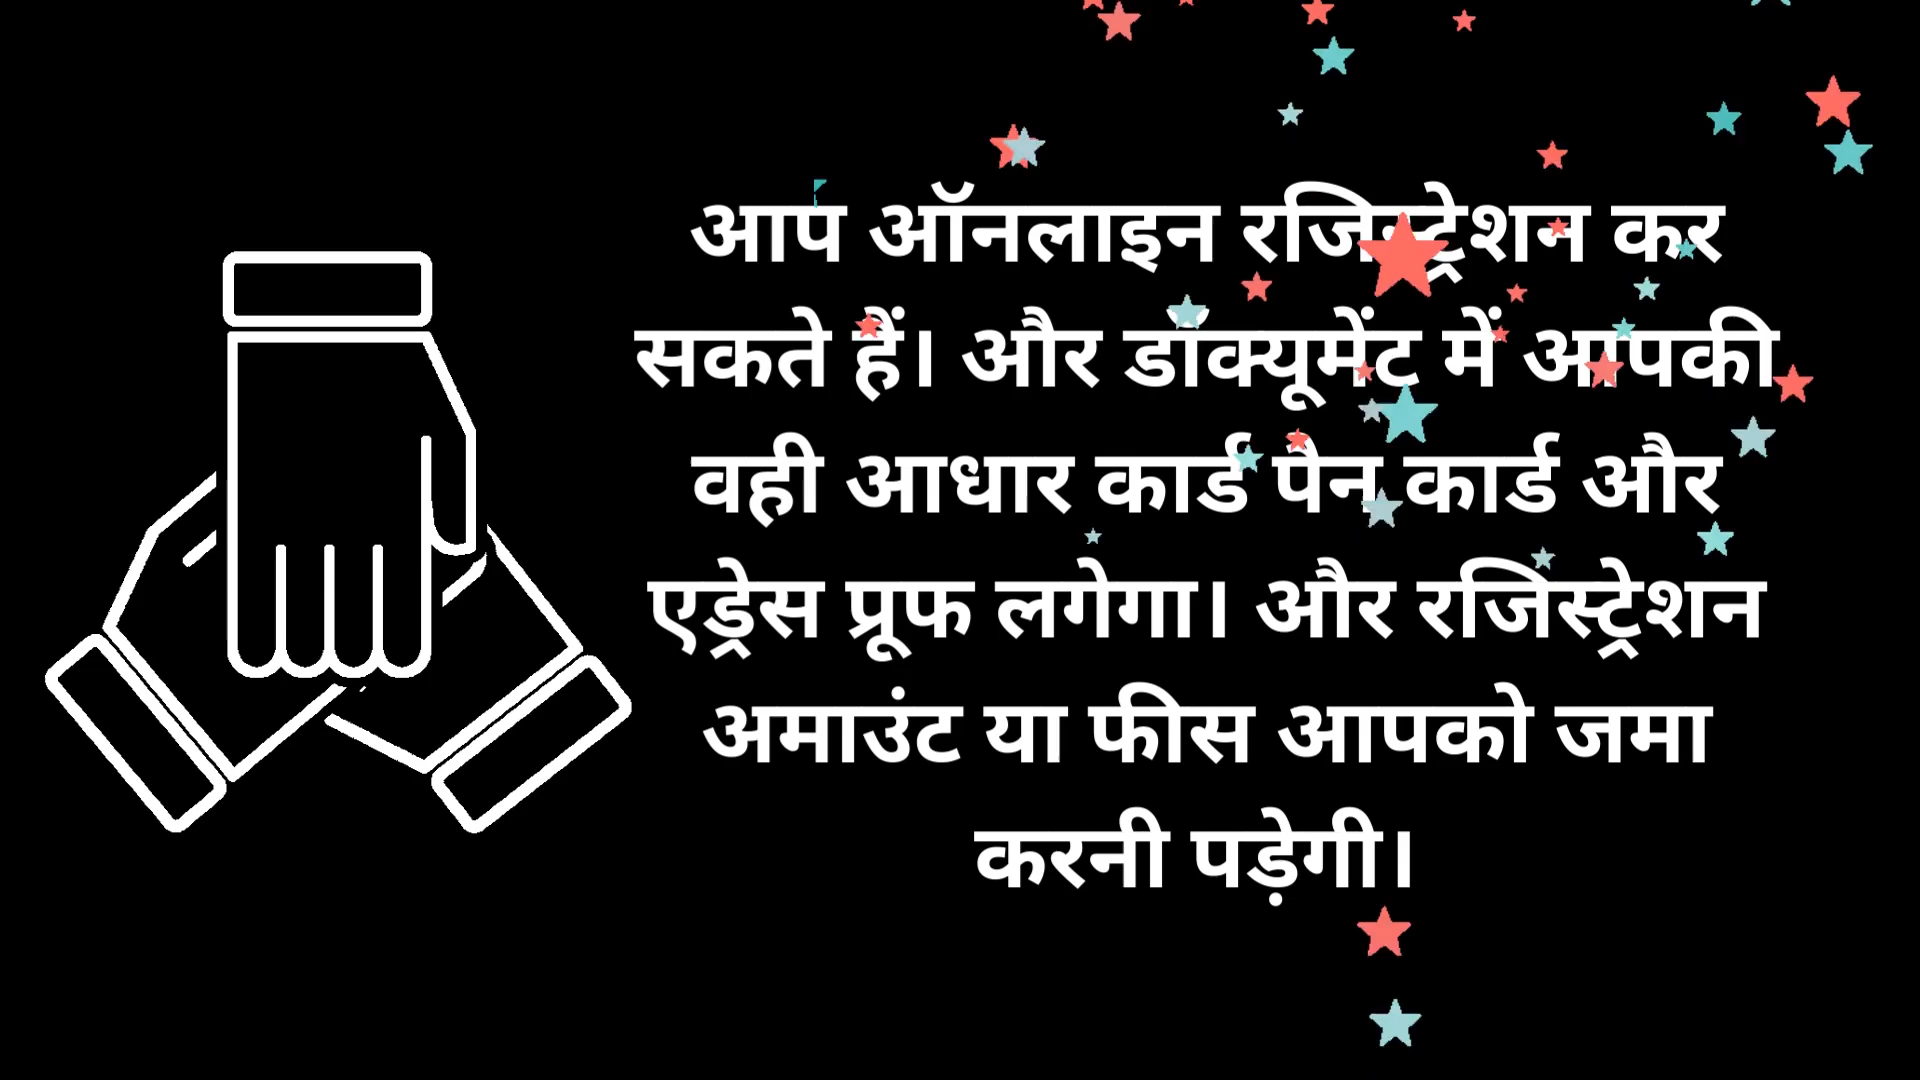 आप ऑनलाइन रजिस्ट्रेशन कर
सकते हैं। और डॉक्यूमेंट में आपकी
वही आधार कार्ड पैन कार्ड और
एड्रेस प्रूफ लगेगा। और रजिस्ट्रेशन
अमाउंट या फीस आपको जमा
करनी पड़ेगी।